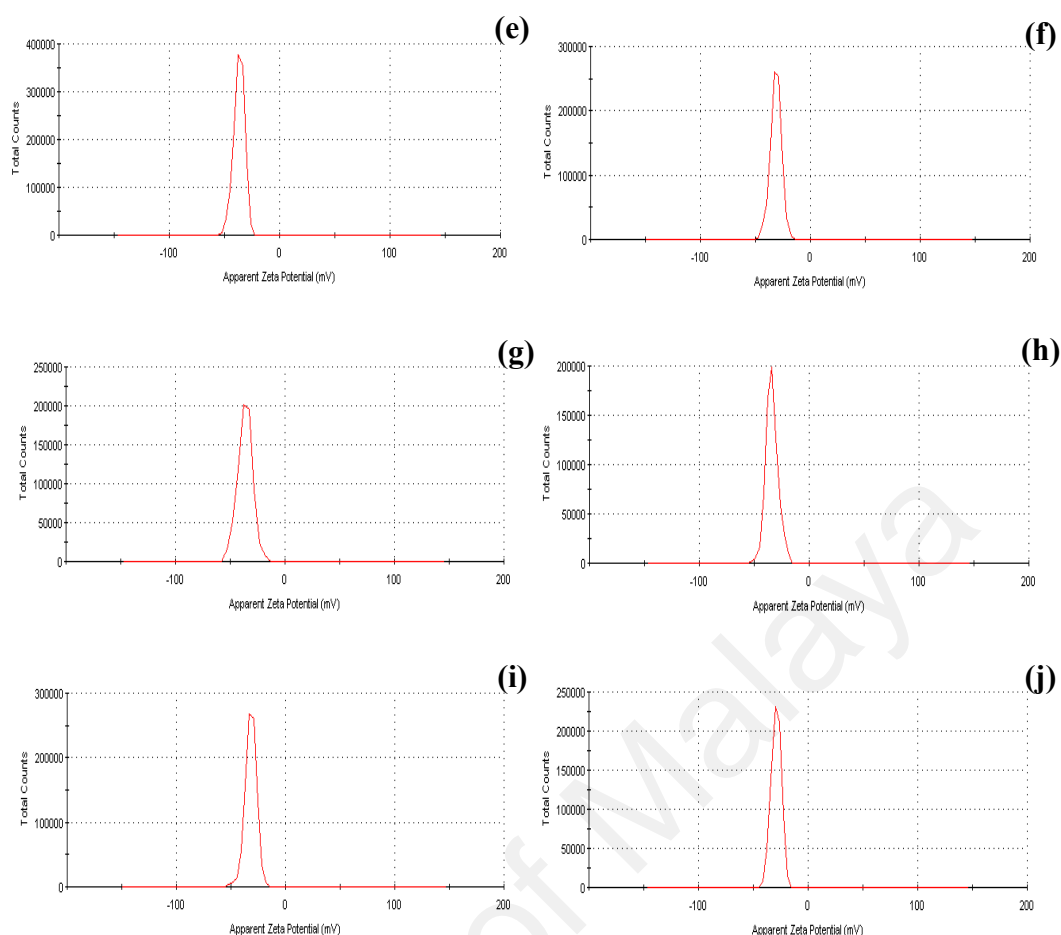 (e)
400000
300000
200000
100000
0
Total Counts
-100 0 100 200
Apparent Zeta Potential (mV)
(f)
300000
200000
100000
0
Total Counts
-100 0 100 200
Apparent Zeta Potential (mV)
(g)
250000
200000
150000
100000
50000
0
Total Counts
-100 0 100 200
Apparent Zeta Potential (mV)
(h)
200000
150000
100000
50000
0
Total Counts
-100 0 100 200
Apparent Zeta Potential (mV)
(i)
300000
200000
100000
0
Total Counts
-100 0 100 200
Apparent Zeta Potential (mV)
(j)
250000
200000
150000
100000
50000
0
Total Counts
-100 0 100 200
Apparent Zeta Potential (mV)
of Malaya